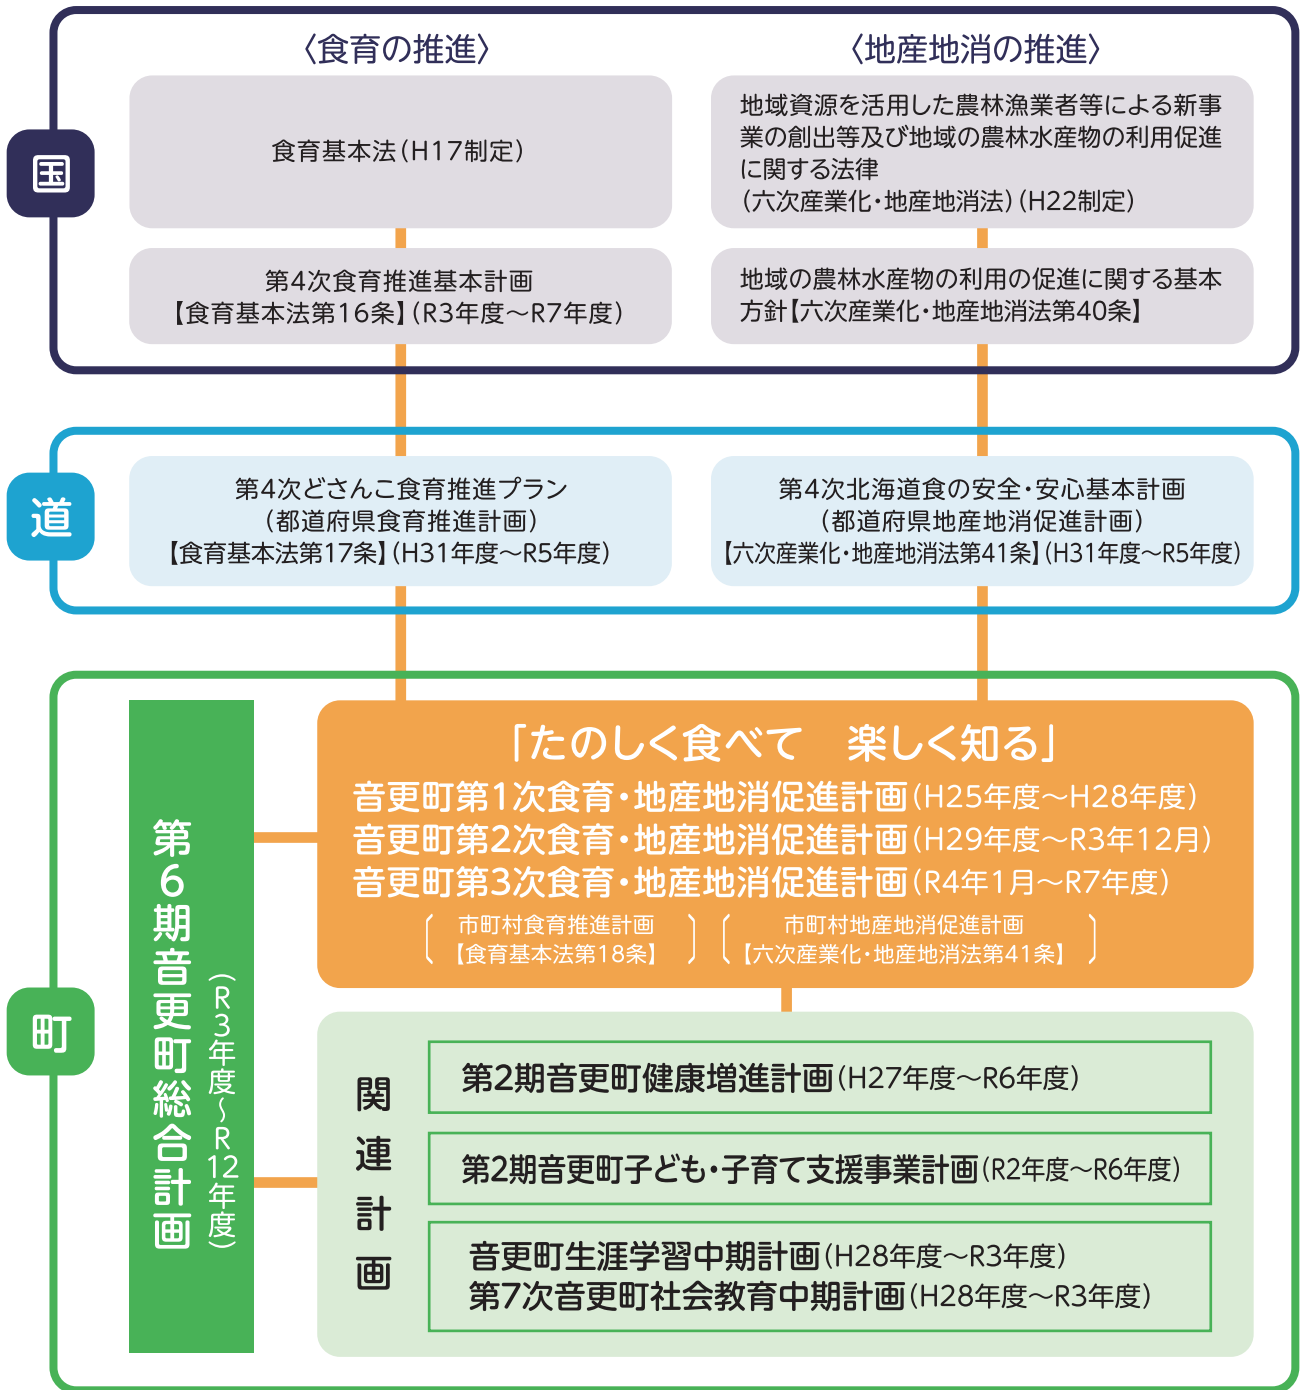 国
〈食育の推進〉
食育基本法（H17制定）
第4次食育推進基本計画
【食育基本法第16条】（R3年度～R7年度）
〈地産地消の推進〉
地域資源を活用した農林漁業者等による新事
業の創出等及び地域の農林水産物の利用促進
に関する法律
（六次産業化・地産地消法）（H22制定）
地域の農林水産物の利用の促進に関する基本
方針【六次産業化・地産地消法第40条】
道
第4次どさんこ食育推進プラン
（都道府県食育推進計画）
【食育基本法第17条】（H31年度～R5年度）
第4次北海道食の安全・安心基本計画
（都道府県地産地消促進計画）
【六次産業化・地産地消法第41条】（H31年度～R5年度）
町
第6期音更町総合計画
（R3年度～R12年度）
「たのしく食べて　楽しく知る」
音更町第1次食育・地産地消促進計画（H25年度～H28年度）
音更町第2次食育・地産地消促進計画（H29年度～R3年12月）
音更町第3次食育・地産地消促進計画（R4年1月～R7年度）
市町村食育推進計画
【食育基本法第18条】
市町村地産地消促進計画
【六次産業化・地産地消法第41条】
関連計画
第2期音更町健康増進計画（H27年度～R6年度）
第2期音更町子ども・子育て支援事業計画（R2年度～R6年度）
音更町生涯学習中期計画（H28年度～R3年度）
第7次音更町社会教育中期計画（H28年度～R3年度）